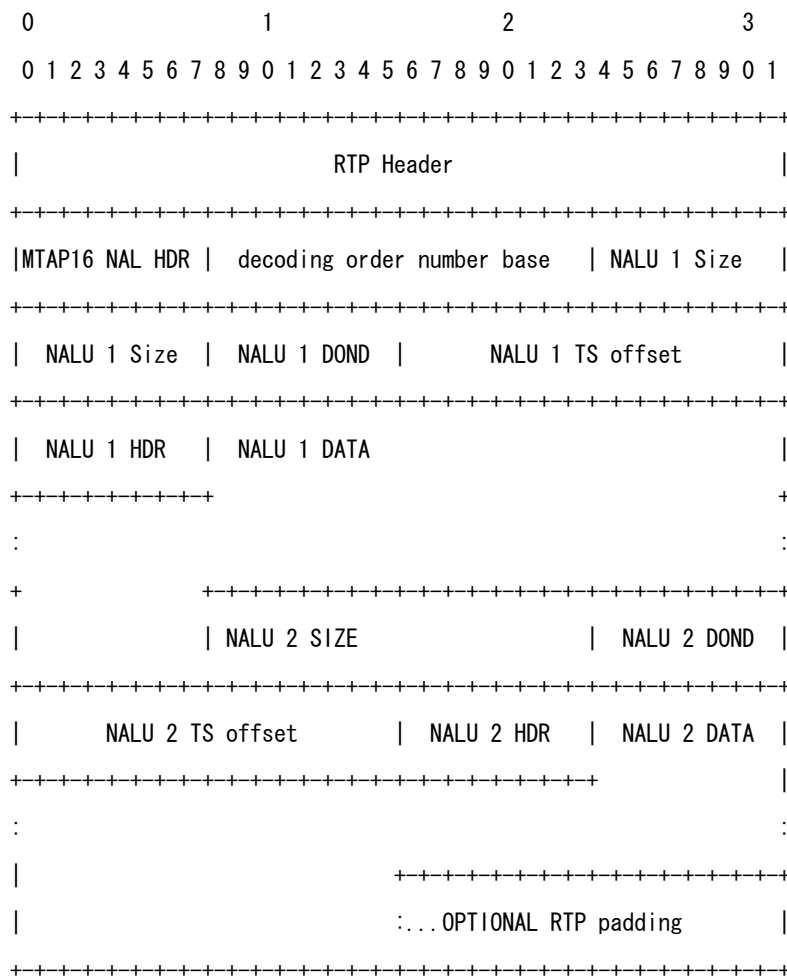 0                   1                   2                   3
0 1 2 3 4 5 6 7 8 9 0 1 2 3 4 5 6 7 8 9 0 1 2 3 4 5 6 7 8 9 0 1
+-+-+-+-+-+-+-+-+-+-+-+-+-+-+-+-+-+-+-+-+-+-+-+-+-+-+-+-+-+-+-+-+
|                          RTP Header                           |
+-+-+-+-+-+-+-+-+-+-+-+-+-+-+-+-+-+-+-+-+-+-+-+-+-+-+-+-+-+-+-+-+
|MTAP16 NAL HDR |  decoding order number base   | NALU 1 Size   |
+-+-+-+-+-+-+-+-+-+-+-+-+-+-+-+-+-+-+-+-+-+-+-+-+-+-+-+-+-+-+-+-+
|  NALU 1 Size  |  NALU 1 DOND  |       NALU 1 TS offset        |
+-+-+-+-+-+-+-+-+-+-+-+-+-+-+-+-+-+-+-+-+-+-+-+-+-+-+-+-+-+-+-+-+
|  NALU 1 HDR   |  NALU 1 DATA                                  |
+-+-+-+-+-+-+-+-+                                               +
:                                                               :
+               +-+-+-+-+-+-+-+-+-+-+-+-+-+-+-+-+-+-+-+-+-+-+-+-+
|               | NALU 2 SIZE                   |  NALU 2 DOND  |
+-+-+-+-+-+-+-+-+-+-+-+-+-+-+-+-+-+-+-+-+-+-+-+-+-+-+-+-+-+-+-+-+
|       NALU 2 TS offset        |  NALU 2 HDR   |  NALU 2 DATA  |
+-+-+-+-+-+-+-+-+-+-+-+-+-+-+-+-+-+-+-+-+-+-+-+-+               |
:                                                               :
|                               +-+-+-+-+-+-+-+-+-+-+-+-+-+-+-+-+
|                               :...OPTIONAL RTP padding        |
+-+-+-+-+-+-+-+-+-+-+-+-+-+-+-+-+-+-+-+-+-+-+-+-+-+-+-+-+-+-+-+-+